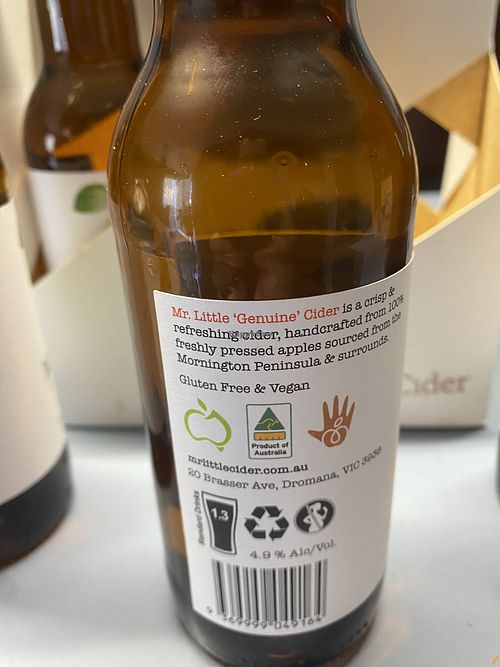 Mr. Little 'Genuine' Cider is a crisp &
refreshing cider, handcrafted from 100%
freshly pressed apples sourced from the
Mornington Peninsula & surrounds.
Gluten Free & Vegan
Product of
Australia
mrlittlecider.com.au
20 Brasser Ave, Dromana, VIC 3936
Standard Drinks
1.3
4.9 % Alc/Vol.
9 369999 049164
Cider